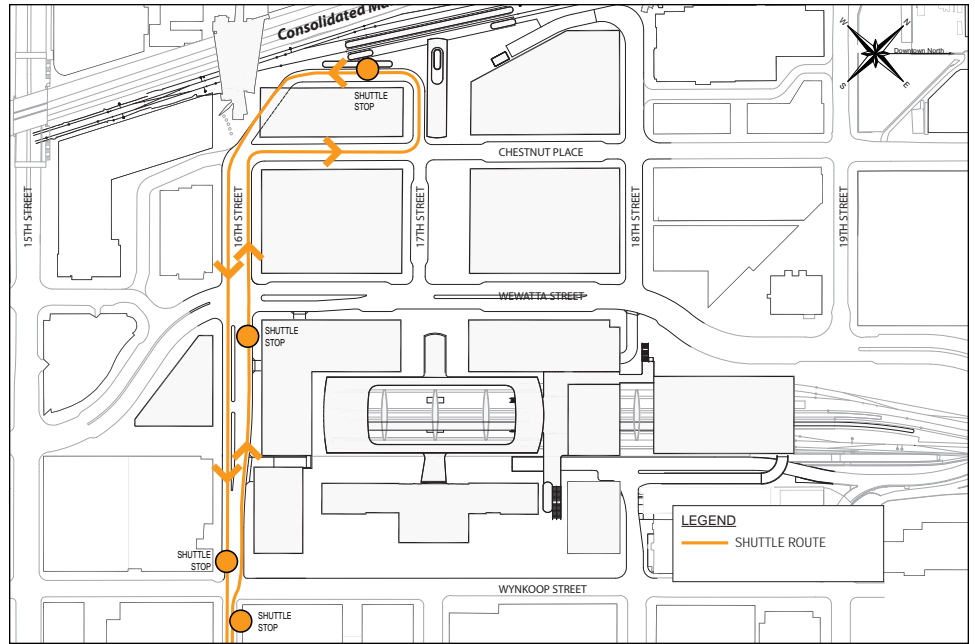 Consolidated Ma
N
W
E
S
Downtown North
SHUTTLE
STOP
CHESTNUT PLACE
15TH STREET
16TH STREET
17TH STREET
18TH STREET
19TH STREET
WEWATTA STREET
SHUTTLE
STOP
LEGEND
SHUTTLE ROUTE
SHUTTLE
STOP
WYNKOOP STREET
SHUTTLE
STOP